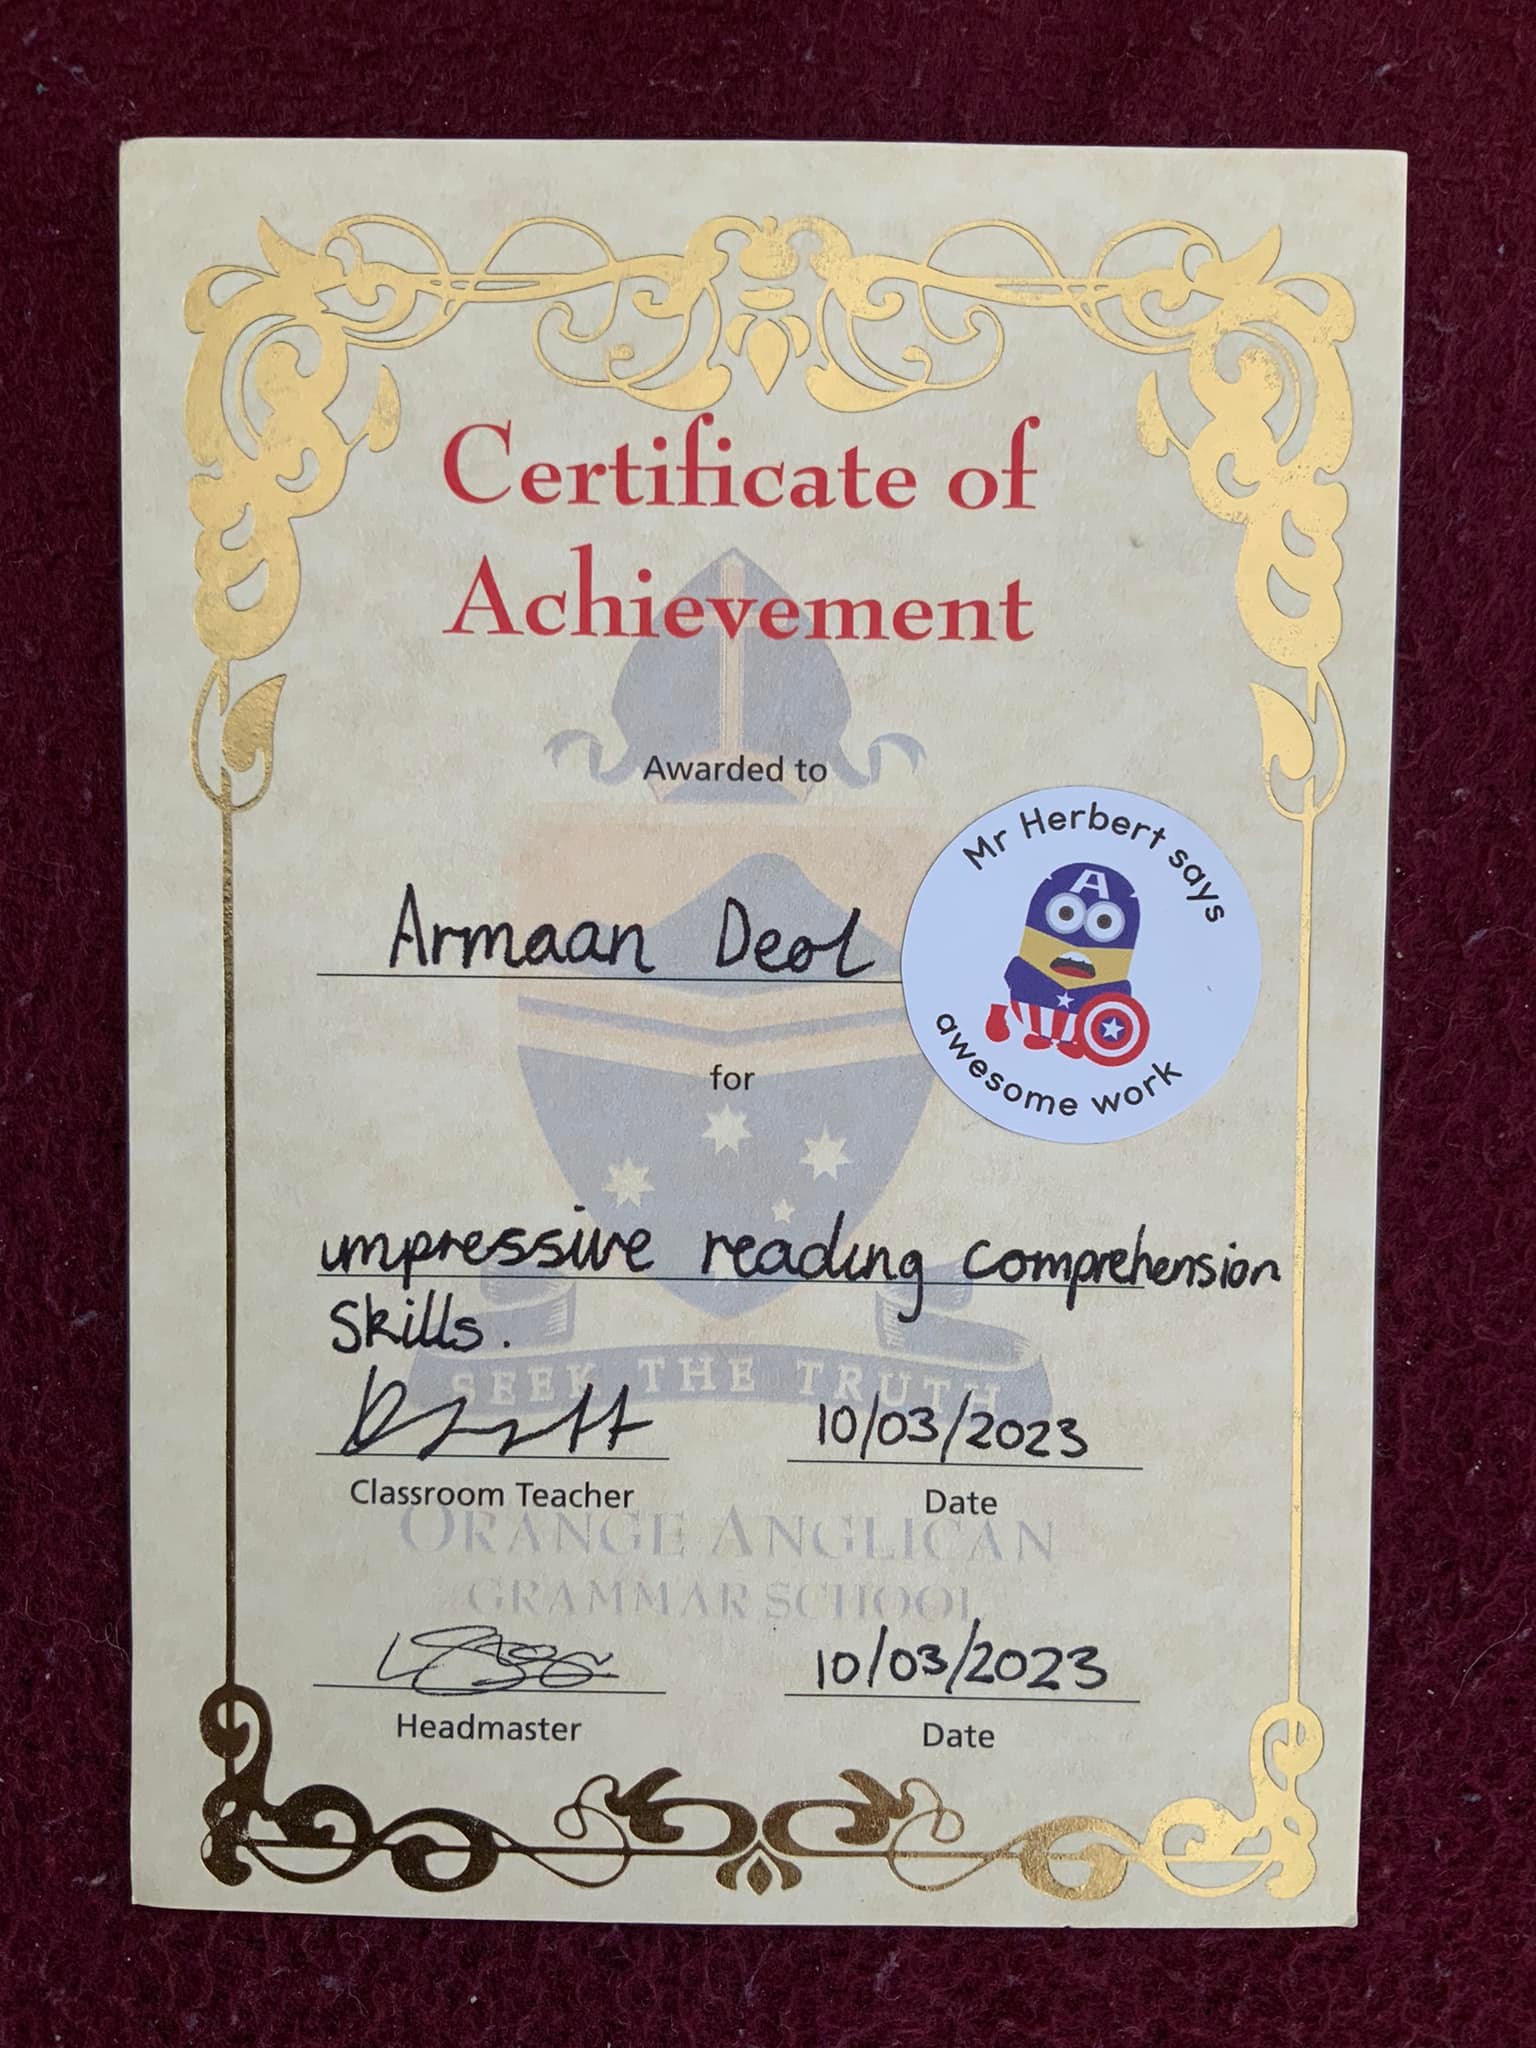 Certificate of
Achievement
Awarded to
Mr Herbert says
A
Armaan Deol
awesome work
for
impressive reading comprehension
skills.
SEEK THE TRUTH
10/03/2023
Classroom Teacher
Date
ORANGE ANGLICAN
GRAMMAR SCHOOL
10/03/2023
Headmaster
Date